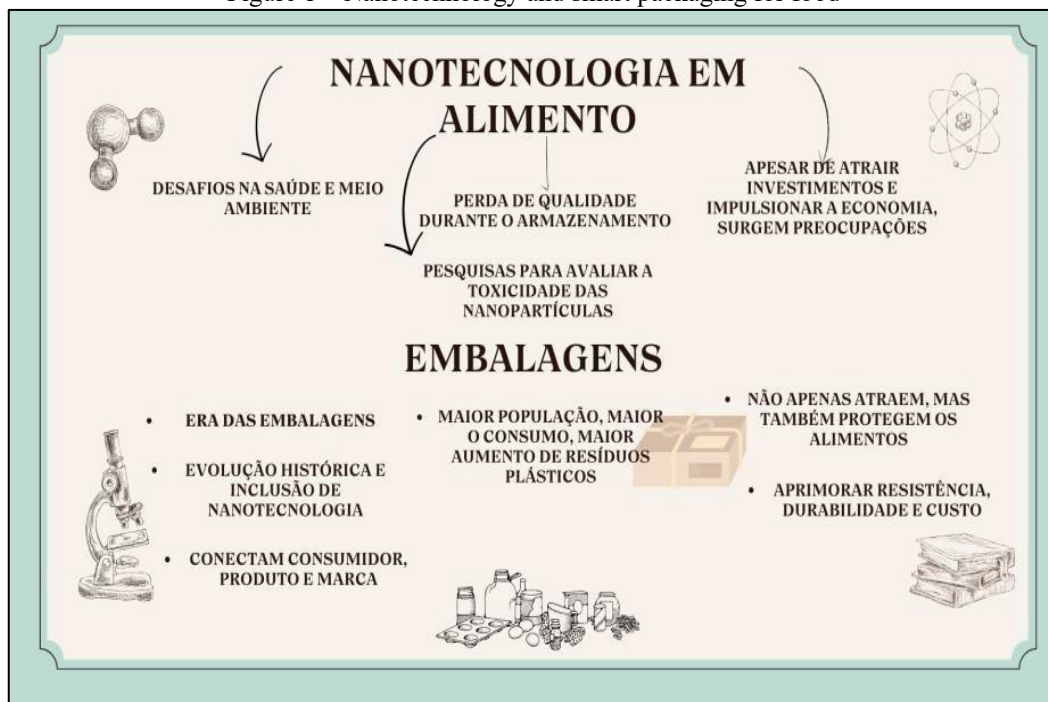 NANOTECNOLOGIA EM
ALIMENTO
DESAFIOS NA SAÚDE E MEIO
AMBIENTE
PERDA DE QUALIDADE
DURANTE O ARMAZENAMENTO
APESAR DE ATRAIR
INVESTIMENTOS E
IMPULSIONAR A ECONOMIA,
SURGEM PREOCUPAÇÕES
PESQUISAS PARA AVALIAR A
TOXICIDADE DAS
NANOPARTÍCULAS
EMBALAGENS
• ERA DAS EMBALAGENS
• EVOLUÇÃO HISTÓRICA E
INCLUSÃO DE
NANOTECNOLOGIA
• CONECTAM CONSUMIDOR,
PRODUTO E MARCA
• MAIOR POPULAÇÃO, MAIOR
O CONSUMO, MAIOR
AUMENTO DE RESÍDUOS
PLÁSTICOS
• NÃO APENAS ATRAEM, MAS
TAMBÉM PROTEGEM OS
ALIMENTOS
• APRIMORAR RESISTÊNCIA,
DURABILIDADE E CUSTO